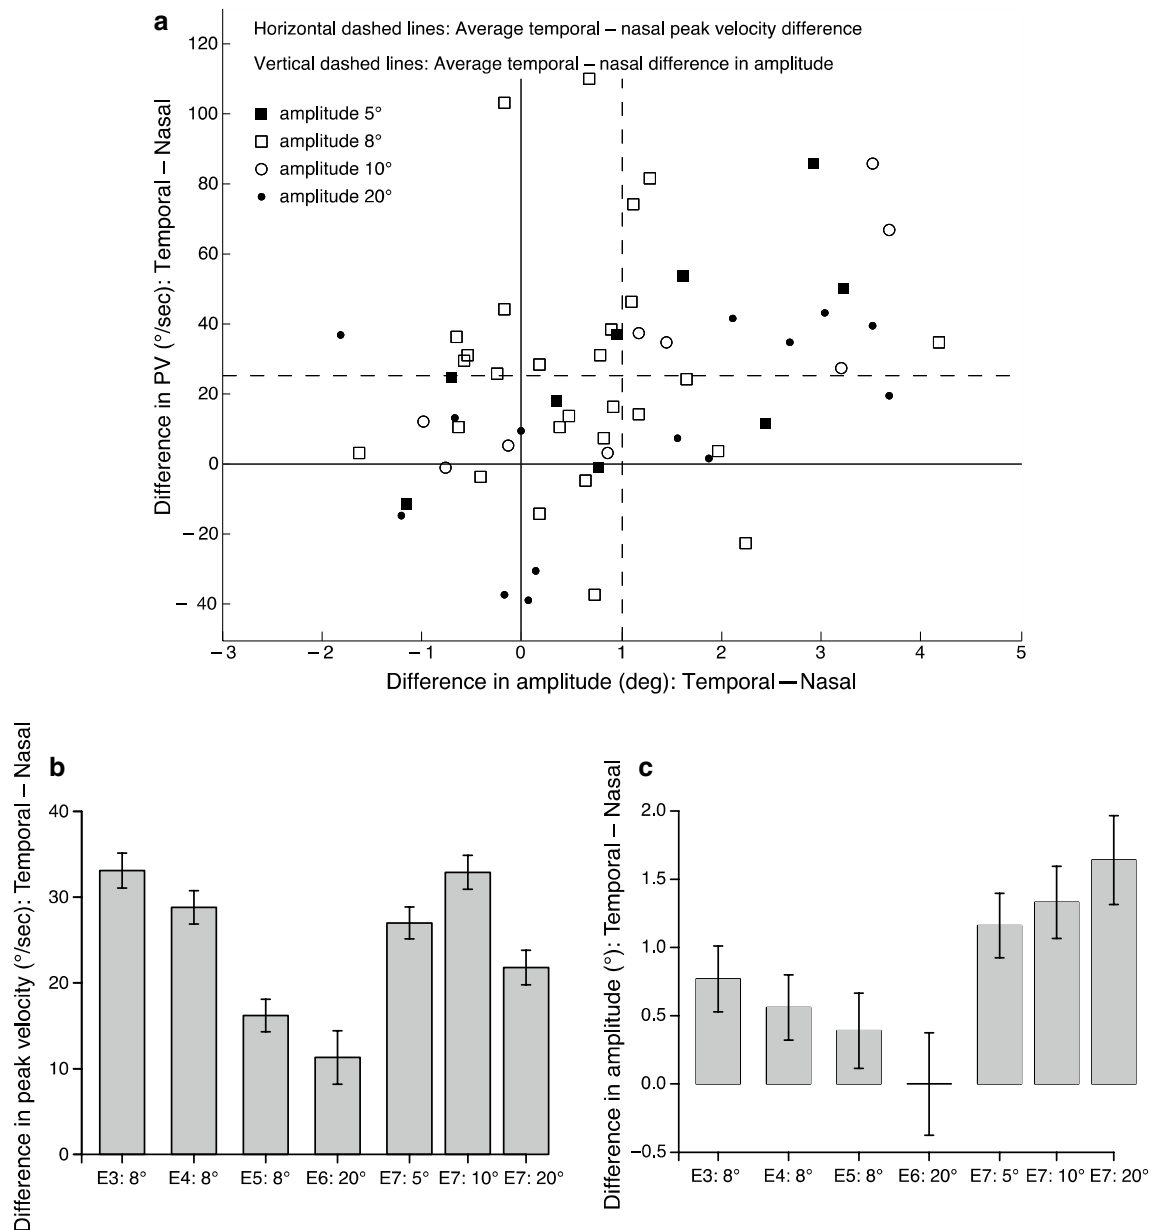 a
Horizontal dashed lines: Average temporal – nasal peak velocity difference
Vertical dashed lines: Average temporal – nasal difference in amplitude
amplitude 5°
amplitude 8°
amplitude 10°
amplitude 20°
Difference in PV (°/sec): Temporal – Nasal
120
100
80
60
40
20
0
– 20
– 40
–3 –2 –1 0 1 2 3 4 5
Difference in amplitude (deg): Temporal – Nasal
b
Difference in peak velocity (°/sec): Temporal – Nasal
40
30
20
10
0
E3: 8° E4: 8° E5: 8° E6: 20° E7: 5° E7: 10° E7: 20°
c
Difference in amplitude (°): Temporal – Nasal
2.0
1.5
1.0
0.5
0.0
–0.5
E3: 8° E4: 8° E5: 8° E6: 20° E7: 5° E7: 10° E7: 20°